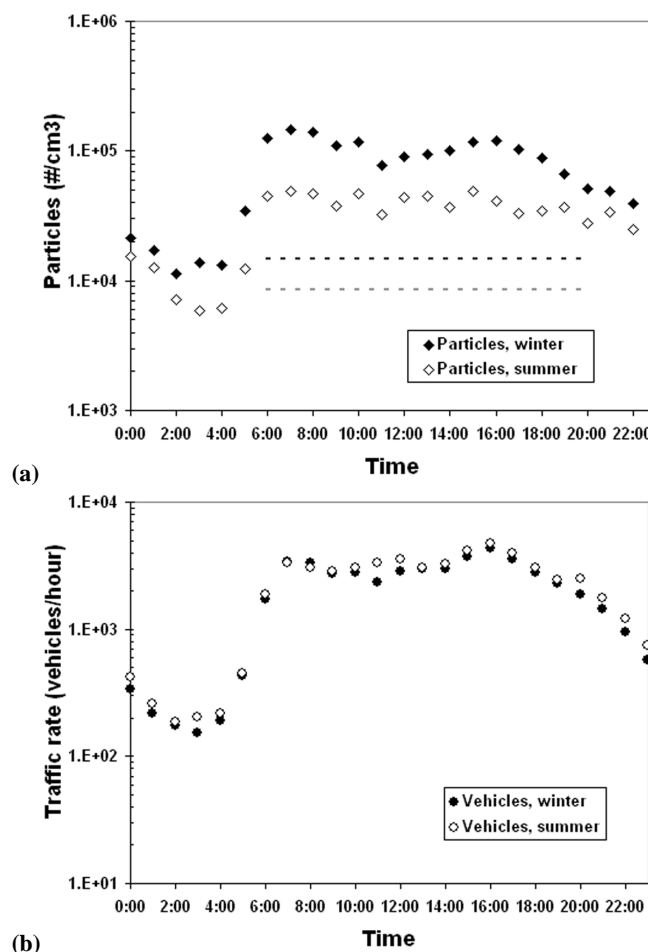 1.E+06
1.E+05
1.E+04
1.E+03
Particles (#/cm3)
Particles, winter
Particles, summer
0:00 2:00 4:00 6:00 8:00 10:00 12:00 14:00 16:00 18:00 20:00 22:00
Time
(a)
1.E+04
1.E+03
1.E+02
1.E+01
Traffic rate (vehicles/hour)
Vehicles, winter
Vehicles, summer
0:00 2:00 4:00 6:00 8:00 10:00 12:00 14:00 16:00 18:00 20:00 22:00
Time
(b)